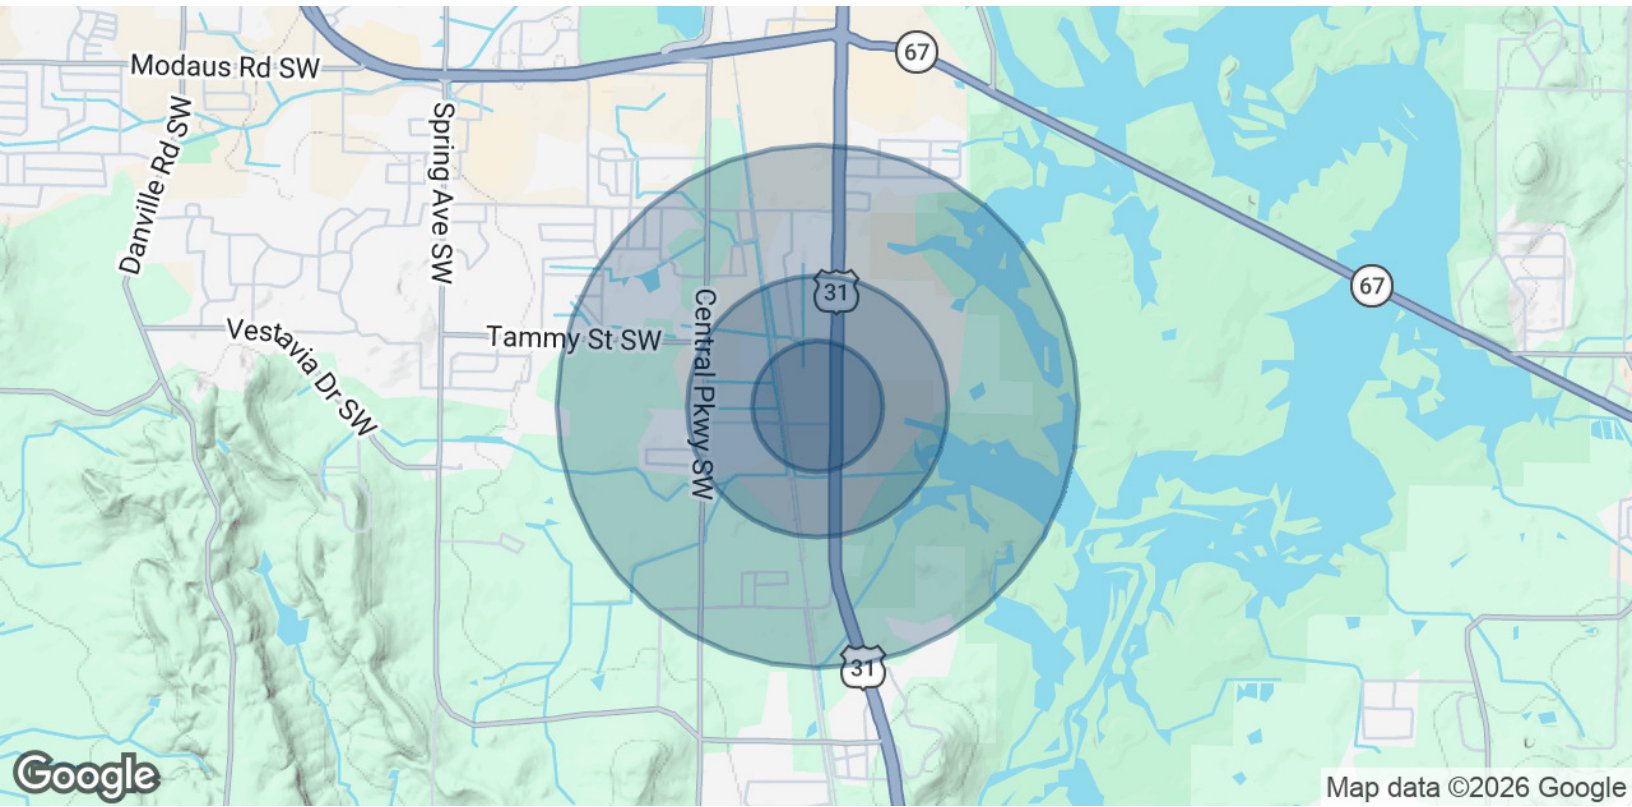 67
Modaus Rd SW
Danville Rd SW
Spring Ave SW
31
67
Vestavia Dr SW
Tammy St SW
Central Pkwy SW
31
Google
Map data ©2026 Google